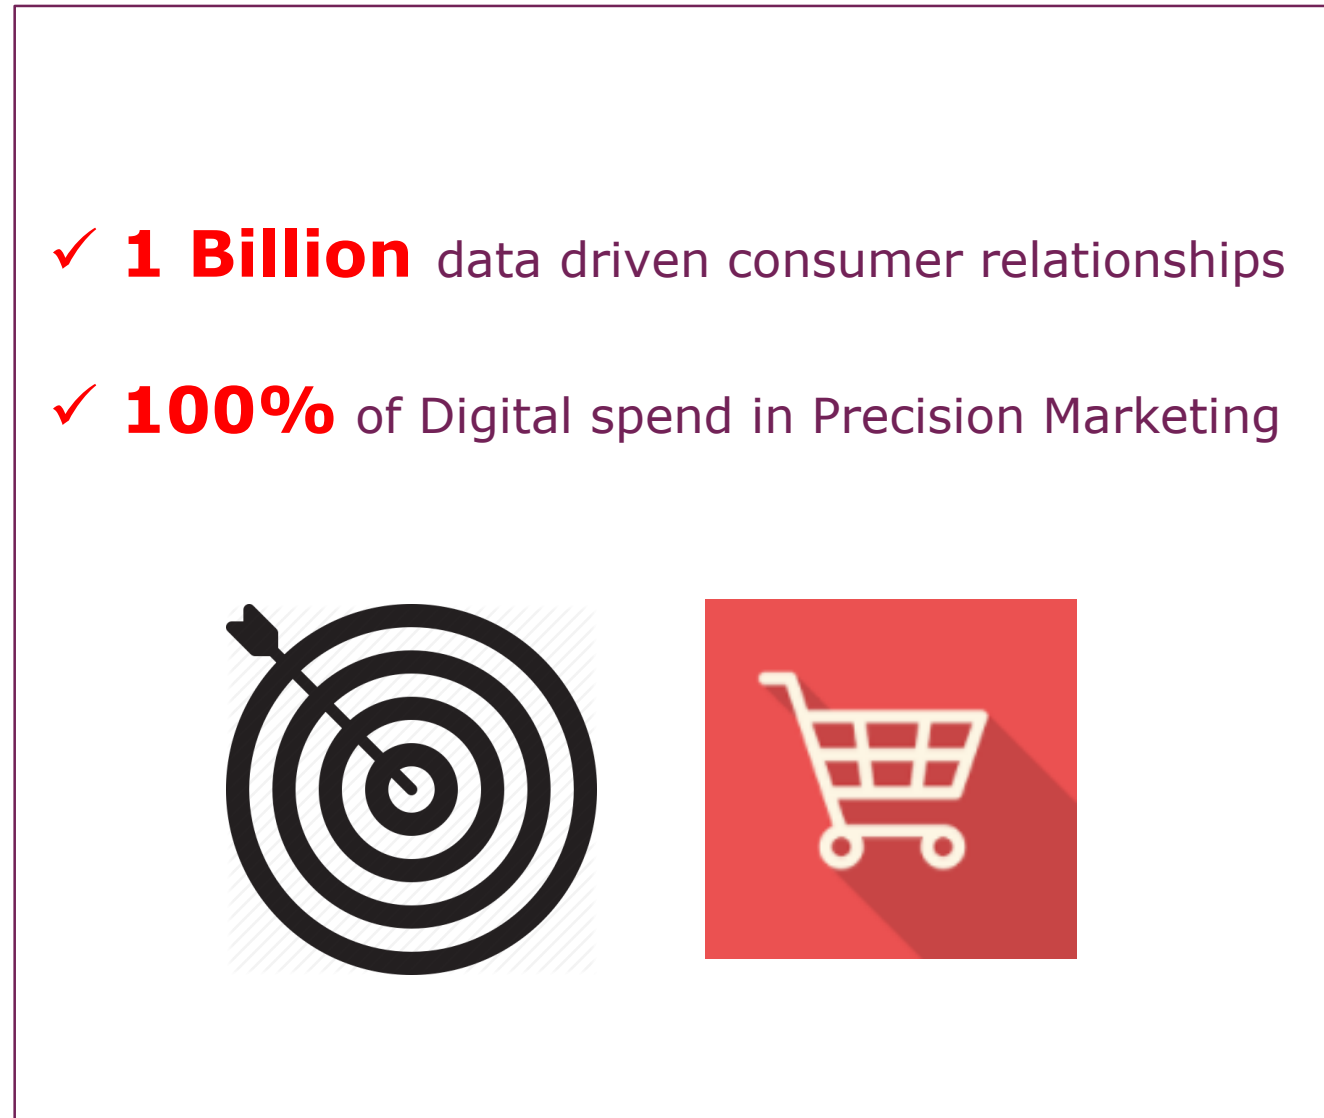 ✓ 1 Billion data driven consumer relationships
✓ 100% of Digital spend in Precision Marketing